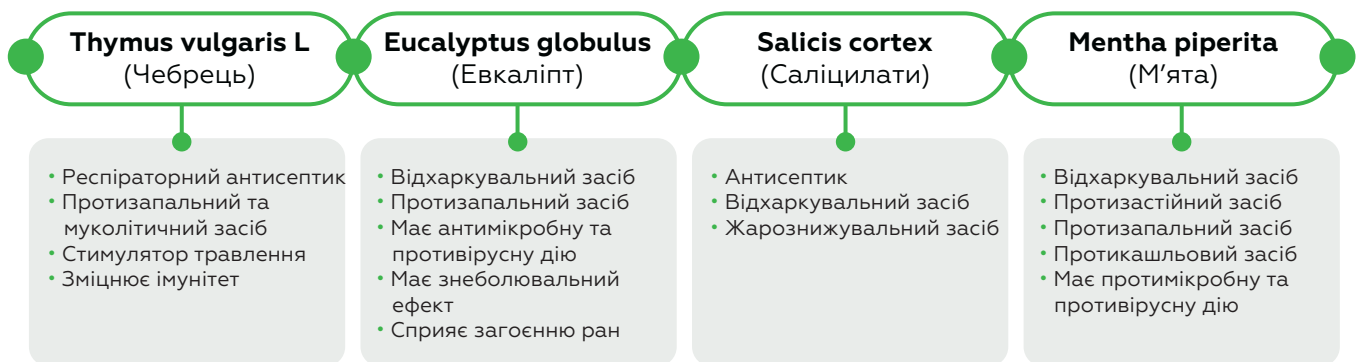 Thymus vulgaris L
(Чебрець)
• Респіраторний антисептик
• Протизапальний та
муколітичний засіб
• Стимулятор травлення
• Зміцнює імунітет
Eucalyptus globulus
(Евкаліпт)
• Відхаркувальний засіб
• Протизапальний засіб
• Має антимікробну та
противірусну дію
• Має знеболювальний
ефект
• Сприяє загоєнню ран
Salicis cortex
(Саліцилати)
• Антисептик
• Відхаркувальний засіб
• Жарознижувальний засіб
Mentha piperita
(М’ята)
• Відхаркувальний засіб
• Протизастійний засіб
• Протизапальний засіб
• Протикашльовий засіб
• Має протимікробну та
противірусну дію